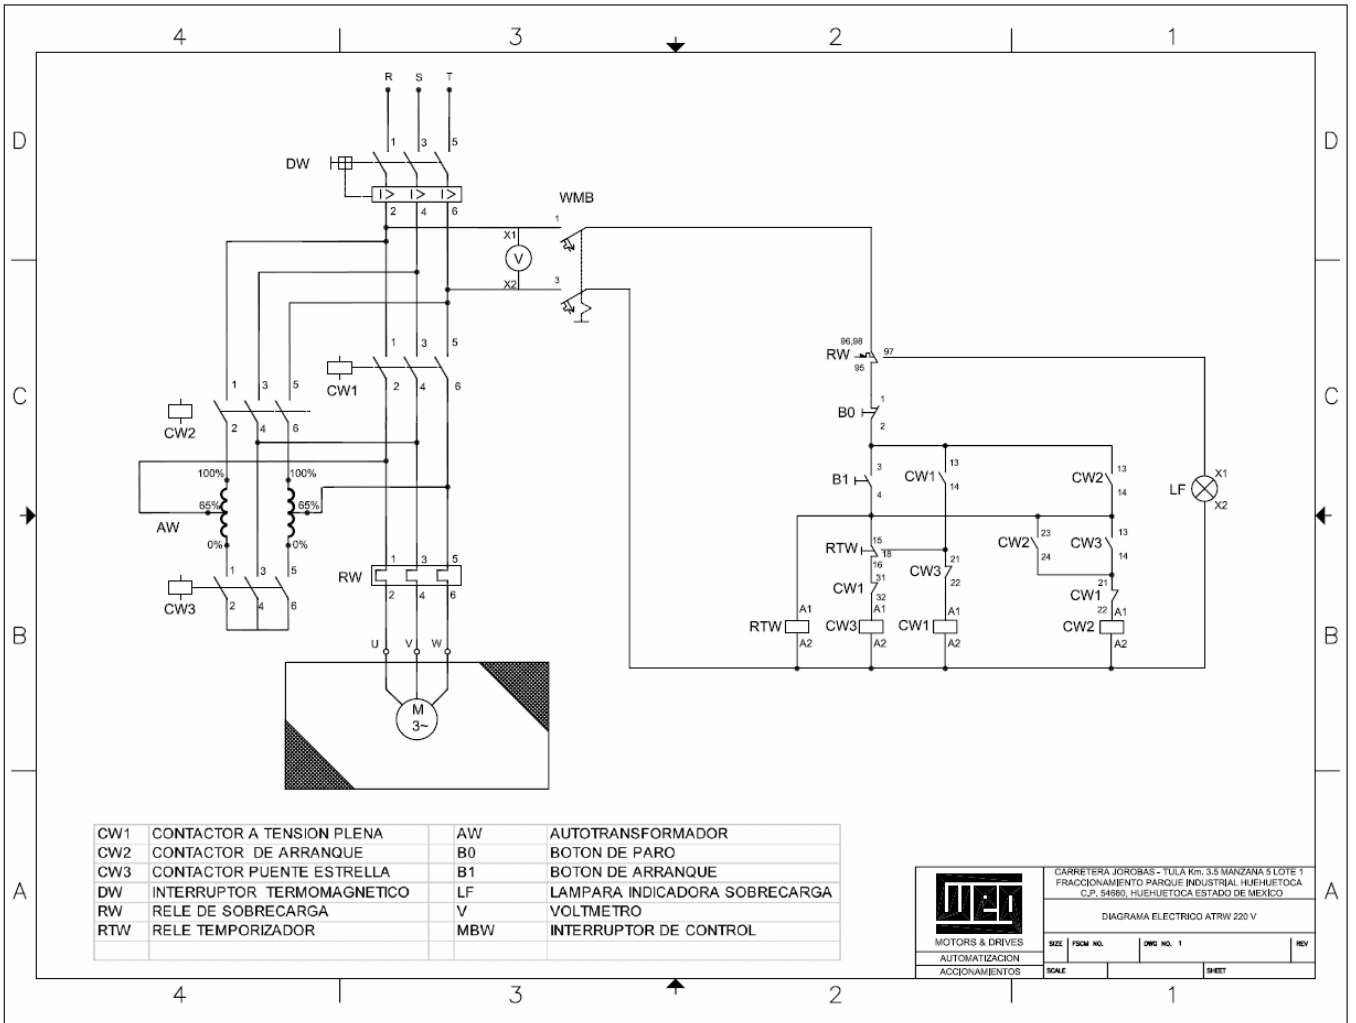 4 3 2 1
D D
C C
B B
A A
R S T
1 3 5
DW
I> I> I>
2 4 6
WMB
1
X1
V
X2
3
1 3 5
CW1
2 4 6
1 3 5
CW2
2 4 6
100% 100%
65% 65%
AW
0% 0%
1 3 5
CW3
2 4 6
1 3 5
RW
2 4 6
U V W
M
3~
96,98
RW 97
95
1
B0
2
3
B1
4
13
CW1
14
13
CW2
14
X1
LF
X2
15
RTW 18
16
31
CW1
32
21
CW3
22
23
CW2
24
13
CW3
14
21
CW1
22
A1 A1 A1 A1
RTW CW3 CW1 CW2
A2 A2 A2 A2
CW1 CONTACTOR A TENSION PLENA AW AUTOTRANSFORMADOR
CW2 CONTACTOR DE ARRANQUE B0 BOTON DE PARO
CW3 CONTACTOR PUENTE ESTRELLA B1 BOTON DE ARRANQUE
DW INTERRUPTOR TERMOMAGNETICO LF LAMPARA INDICADORA SOBRECARGA
RW RELE DE SOBRECARGA V VOLTMETRO
RTW RELE TEMPORIZADOR MBW INTERRUPTOR DE CONTROL
WEG
MOTORS & DRIVES
AUTOMATIZACION
ACCIONAMIENTOS
CARRETERA JOROBAS - TULA Km. 3.5 MANZANA 5 LOTE 1
FRACCIONAMIENTO PARQUE INDUSTRIAL HUEHUETOCA
C.P. 54680, HUEHUETOCA ESTADO DE MEXICO
DIAGRAMA ELECTRICO ATRW 220 V
SIZE FSCM NO. DWG NO. 1 REV
SCALE SHEET
4 3 2 1